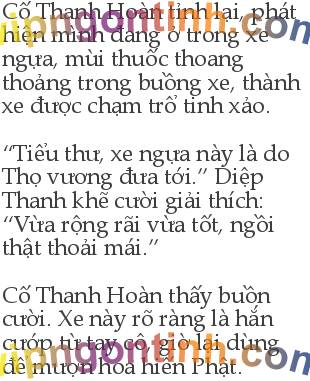 Cố Thanh Hoàn tỉnh lại, phát
hiện mình đang ở trong xe
ngựa, mùi thuốc thoang
thoảng trong buồng xe, thành
xe được chạm trổ tinh xảo.
“Tiểu thư, xe ngựa này là do
Thọ vương đưa tới.” Diệp
Thanh khẽ cười giải thích:
“Vừa rộng rãi vừa tốt, ngồi
thật thoải mái.”
Cố Thanh Hoàn thấy buồn
cười. Xe này rõ ràng là hắn
cướp từ tay cô, giờ lại dùng
để mượn hoa hiến Phật.
vipngontinh.com
vipngontinh.com